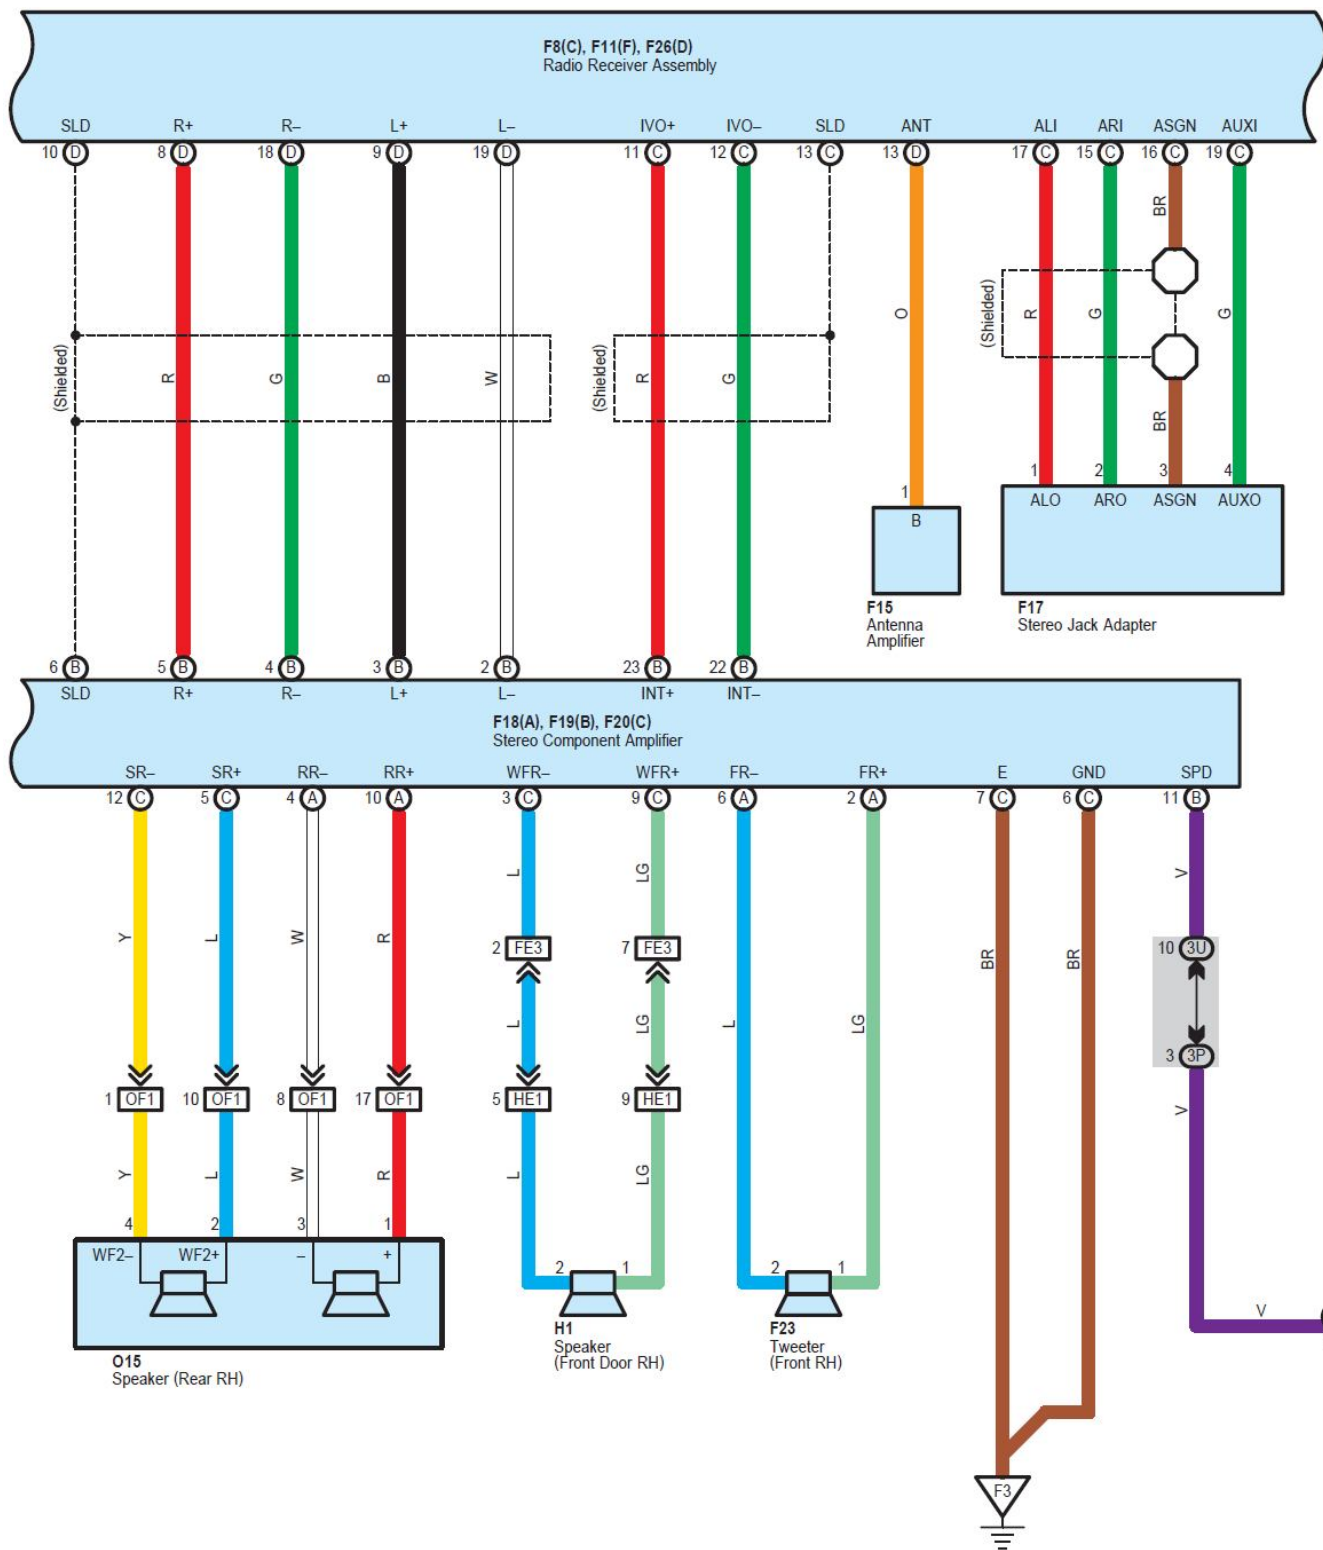 F8(C), F11(F), F26(D)
Radio Receiver Assembly
SLD R+ R– L+ L– IVO+ IVO– SLD ANT ALI ARI ASGN AUXI
10 D 8 D 18 D 9 D 19 D 11 C 12 C 13 C 13 D 17 C 15 C 16 C 19 C
BR
(Shielded) R G O G
(Shielded) R G B W (Shielded) R G
BR
1 2 3 4
ALO ARO ASGN AUXO
1
B
F15
Antenna
Amplifier
F17
Stereo Jack Adapter
6 B 5 B 4 B 3 B 2 B 23 B 22 B
SLD R+ R– L+ L– INT+ INT–
F18(A), F19(B), F20(C)
Stereo Component Amplifier
SR– SR+ RR– RR+ WFR– WFR+ FR– FR+ E GND SPD
12 C 5 C 4 A 10 A 3 C 9 C 6 A 2 A 7 C 6 C 11 B
L LG V
Y L W R
2 FE3 7 FE3 10 3U
BR BR
L LG L LG
3 3P
1 OF1 10 OF1 8 OF1 17 OF1 5 HE1 9 HE1
V
Y L W R L LG
4 2 3 1
WF2– WF2+ – +
2 1 2 1
V
H1
Speaker
(Front Door RH)
F23
Tweeter
(Front RH)
O15
Speaker (Rear RH)
F3